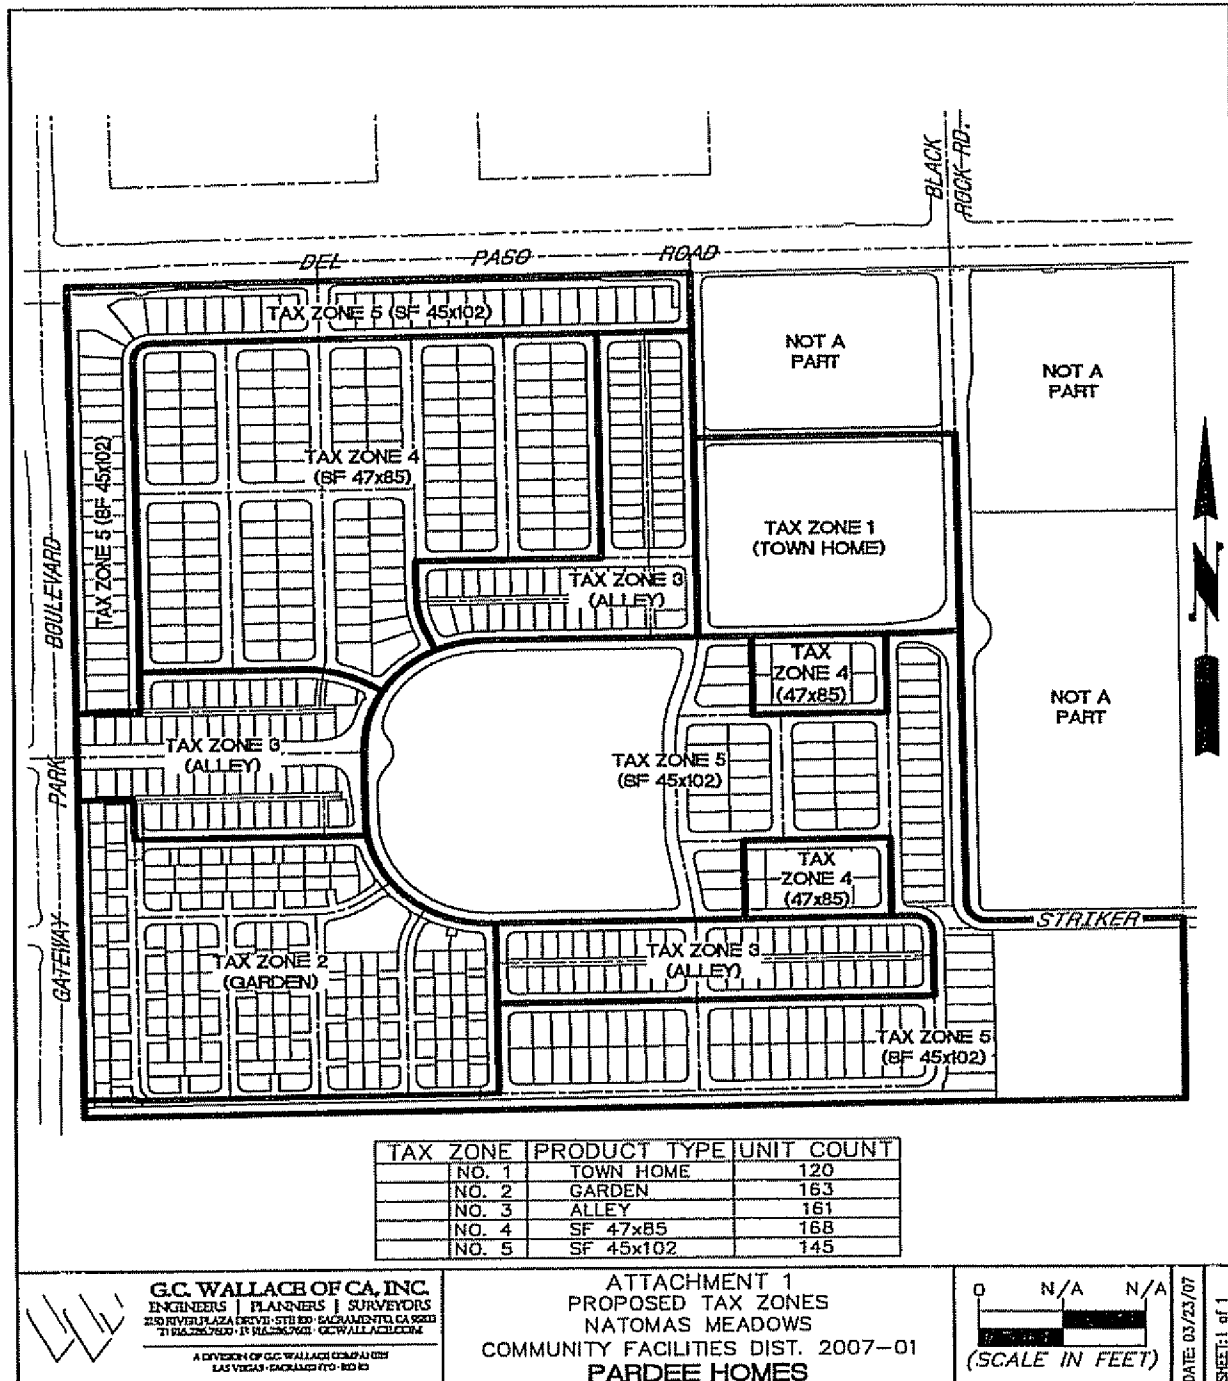 BLACK
ROCK RD.
DEL PASO ROAD
TAX ZONE 5 (SF 45x102)
NOT A
PART
NOT A
PART
TAX ZONE 4
(SF 47x85)
TAX ZONE 5 (SF 45x102)
TAX ZONE 1
(TOWN HOME)
TAX ZONE 3
(ALLEY)
N
TAX
ZONE 4
(47x85)
NOT A
PART
TAX ZONE 3
(ALLEY)
TAX ZONE 5
(SF 45x102)
GATEWAY PARK BOULEVARD
TAX
ZONE 4
(47x85)
STRIKER
TAX ZONE 2
(GARDEN)
TAX ZONE 3
(ALLEY)
TAX ZONE 5
(SF 45x102)
TAX ZONE PRODUCT TYPE UNIT COUNT
NO. 1 TOWN HOME 120
NO. 2 GARDEN 163
NO. 3 ALLEY 161
NO. 4 SF 47x85 168
NO. 5 SF 45x102 145
G.C. WALLACE OF CA, INC.
ENGINEERS | PLANNERS | SURVEYORS
A DIVISION OF G.C. WALLACE COMPANIES
ATTACHMENT 1
PROPOSED TAX ZONES
NATOMAS MEADOWS
COMMUNITY FACILITIES DIST. 2007-01
PARDEE HOMES
0 N/A N/A
(SCALE IN FEET)
DATE: 03/23/07
SHEET: 1 of 1